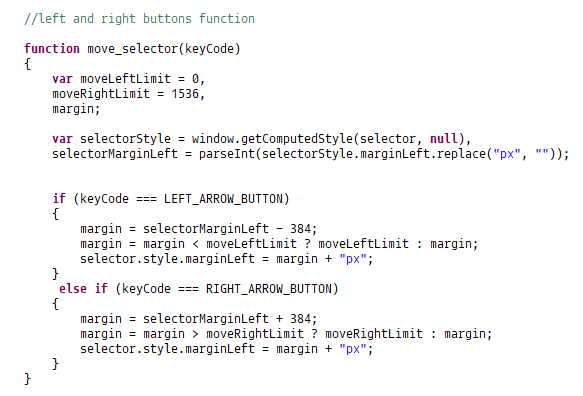 //left and right buttons function
function move_selector(keyCode)
{
var moveLeftLimit = 0,
moveRightLimit = 1536,
margin;
var selectorStyle = window.getComputedStyle(selector, null),
selectorMarginLeft = parseInt(selectorStyle.marginLeft.replace("px", ""));
if (keyCode === LEFT_ARROW_BUTTON)
{
margin = selectorMarginLeft - 384;
margin = margin < moveLeftLimit ? moveLeftLimit : margin;
selector.style.marginLeft = margin + "px";
}
else if (keyCode === RIGHT_ARROW_BUTTON)
{
margin = selectorMarginLeft + 384;
margin = margin > moveRightLimit ? moveRightLimit : margin;
selector.style.marginLeft = margin + "px";
}
}